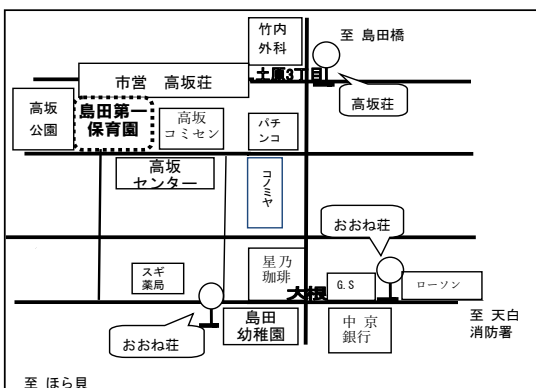 竹内
外科
至 島田橋
土原3丁目
市営　高坂荘
高坂荘
高坂
公園
島田第一
保育園
高坂
コミセン
パチ
ンコ
高坂
センター
コノミヤ
おおね荘
スギ
薬局
星乃
珈琲
大根
G.S
ローソン
おおね荘
島田
幼稚園
中京
銀行
至 天白
消防署
至 ほら貝